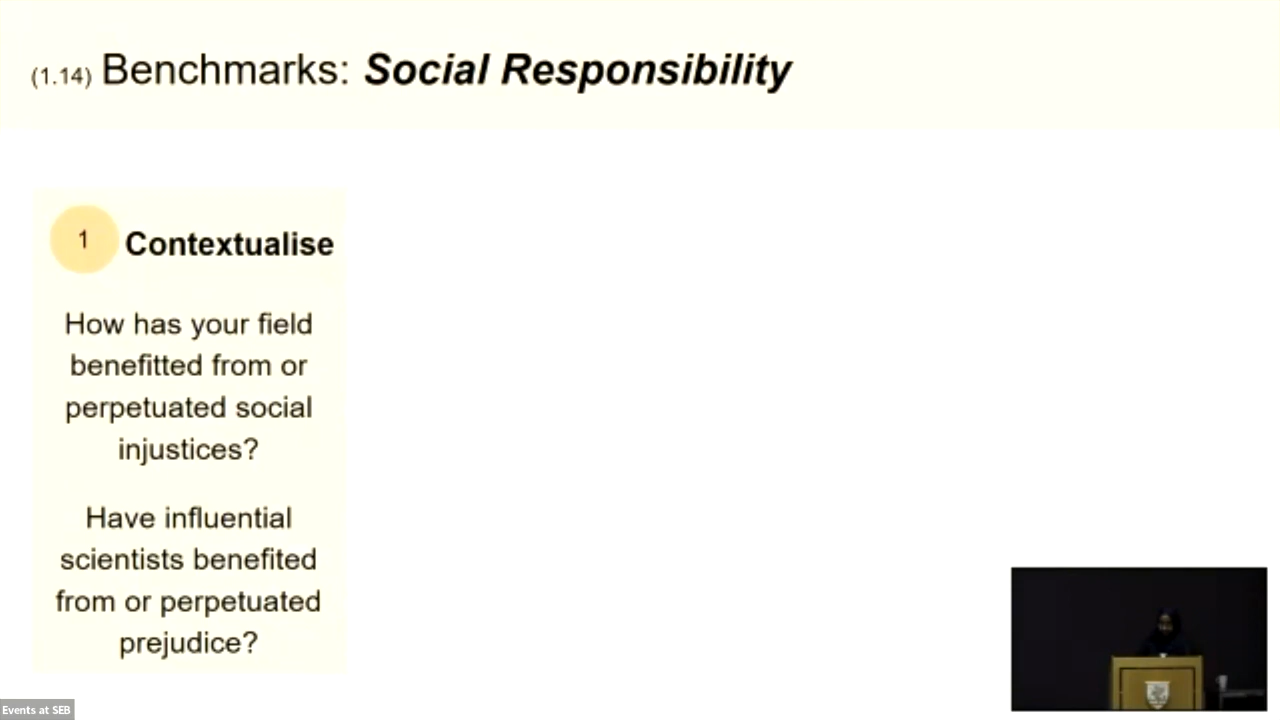 (1.14) Benchmarks: Social Responsibility
1 Contextualise
How has your field
benefitted from or
perpetuated social
injustices?
Have influential
scientists benefited
from or perpetuated
prejudice?
Events at SEB